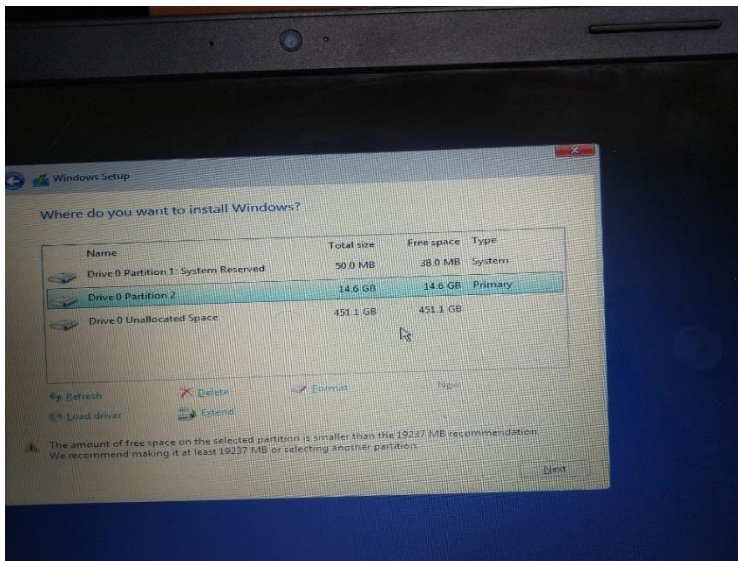 Windows Setup
Where do you want to install Windows?
Name Total size Free space Type
Drive 0 Partition 1: System Reserved 50.0 MB 38.0 MB System
Drive 0 Partition 2 14.6 GB 14.6 GB Primary
Drive 0 Unallocated Space 451.1 GB 451.1 GB
Refresh Delete Format New
Load driver Extend
The amount of free space on the selected partition is smaller than the 19237 MB recommendation.
We recommend making it at least 19237 MB or selecting another partition.
Next